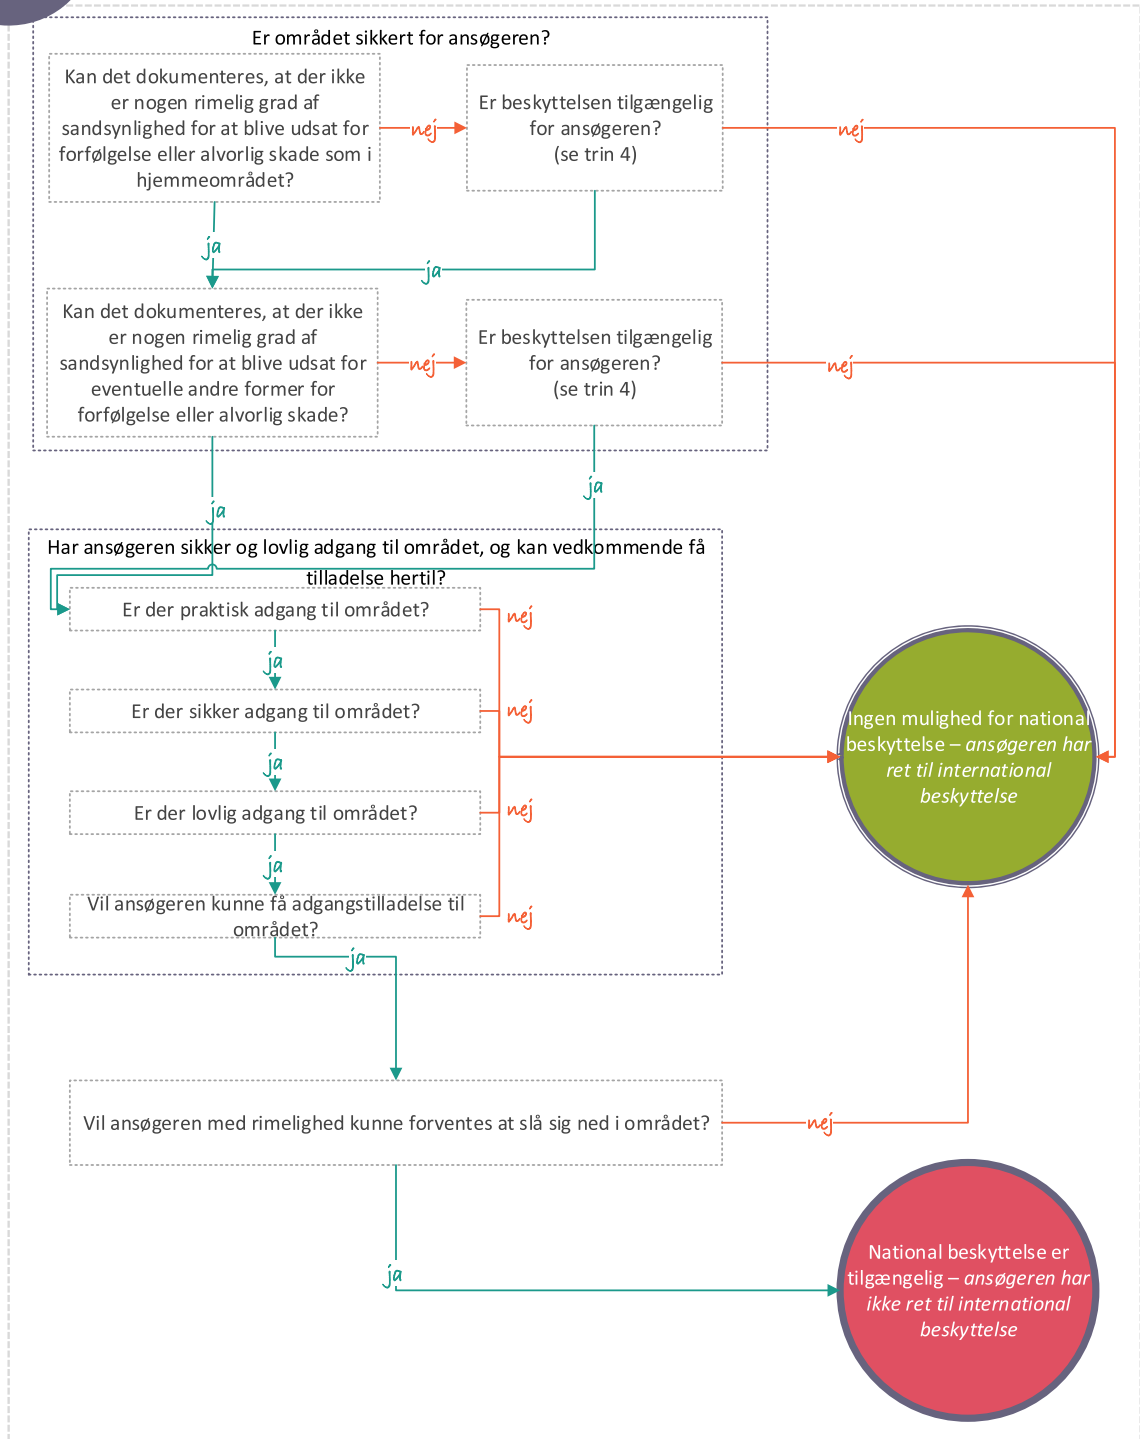 Er området sikkert for ansøgeren?
Kan det dokumenteres, at der ikke
er nogen rimelig grad af
sandsynlighed for at blive udsat for
forfølgelse eller alvorlig skade som i
hjemmeområdet?
nej
Er beskyttelsen tilgængelig
for ansøgeren?
(se trin 4)
nej
ja
ja
Kan det dokumenteres, at der ikke
er nogen rimelig grad af
sandsynlighed for at blive udsat for
eventuelle andre former for
forfølgelse eller alvorlig skade?
nej
Er beskyttelsen tilgængelig
for ansøgeren?
(se trin 4)
nej
ja
ja
Har ansøgeren sikker og lovlig adgang til området, og kan vedkommende få
tilladelse hertil?
Er der praktisk adgang til området?
nej
ja
Er der sikker adgang til området?
nej
ja
Er der lovlig adgang til området?
nej
ja
Vil ansøgeren kunne få adgangstilladelse til
området?
nej
ja
Ingen mulighed for national
beskyttelse – ansøgeren har
ret til international
beskyttelse
Vil ansøgeren med rimelighed kunne forventes at slå sig ned i området?
nej
ja
National beskyttelse er
tilgængelig – ansøgeren har
ikke ret til international
beskyttelse